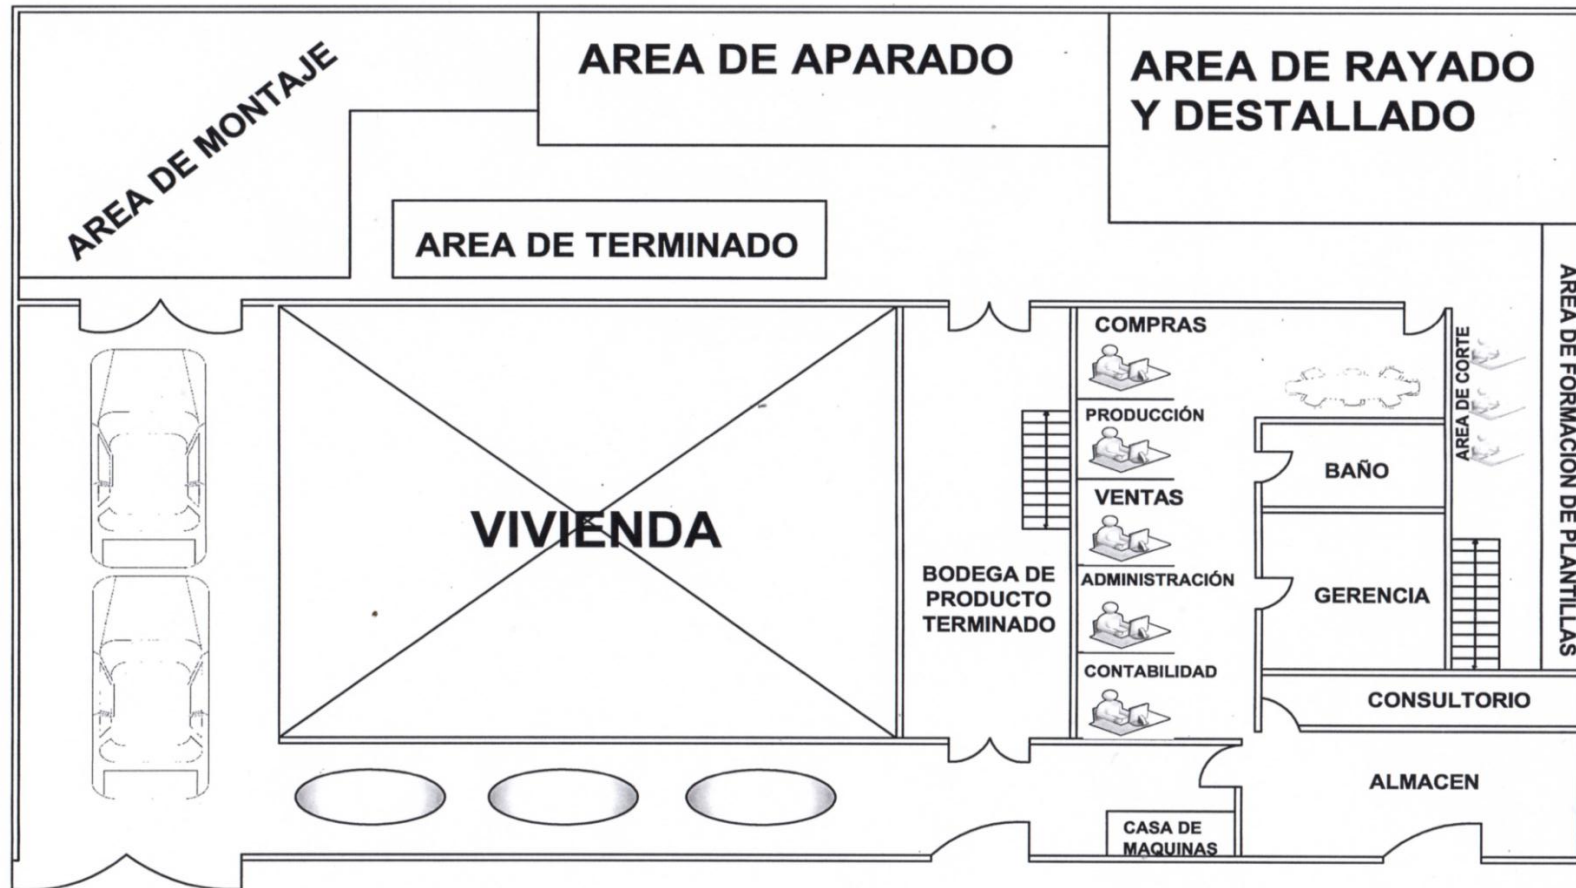 AREA DE MONTAJE
AREA DE APARADO
AREA DE RAYADO
Y DESTALLADO
AREA DE TERMINADO
VIVIENDA
BODEGA DE
PRODUCTO
TERMINADO
COMPRAS
PRODUCCIÓN
VENTAS
ADMINISTRACIÓN
CONTABILIDAD
BAÑO
GERENCIA
AREA DE CORTE
AREA DE FORMACION DE PLANTILLAS
CONSULTORIO
ALMACEN
CASA DE
MAQUINAS